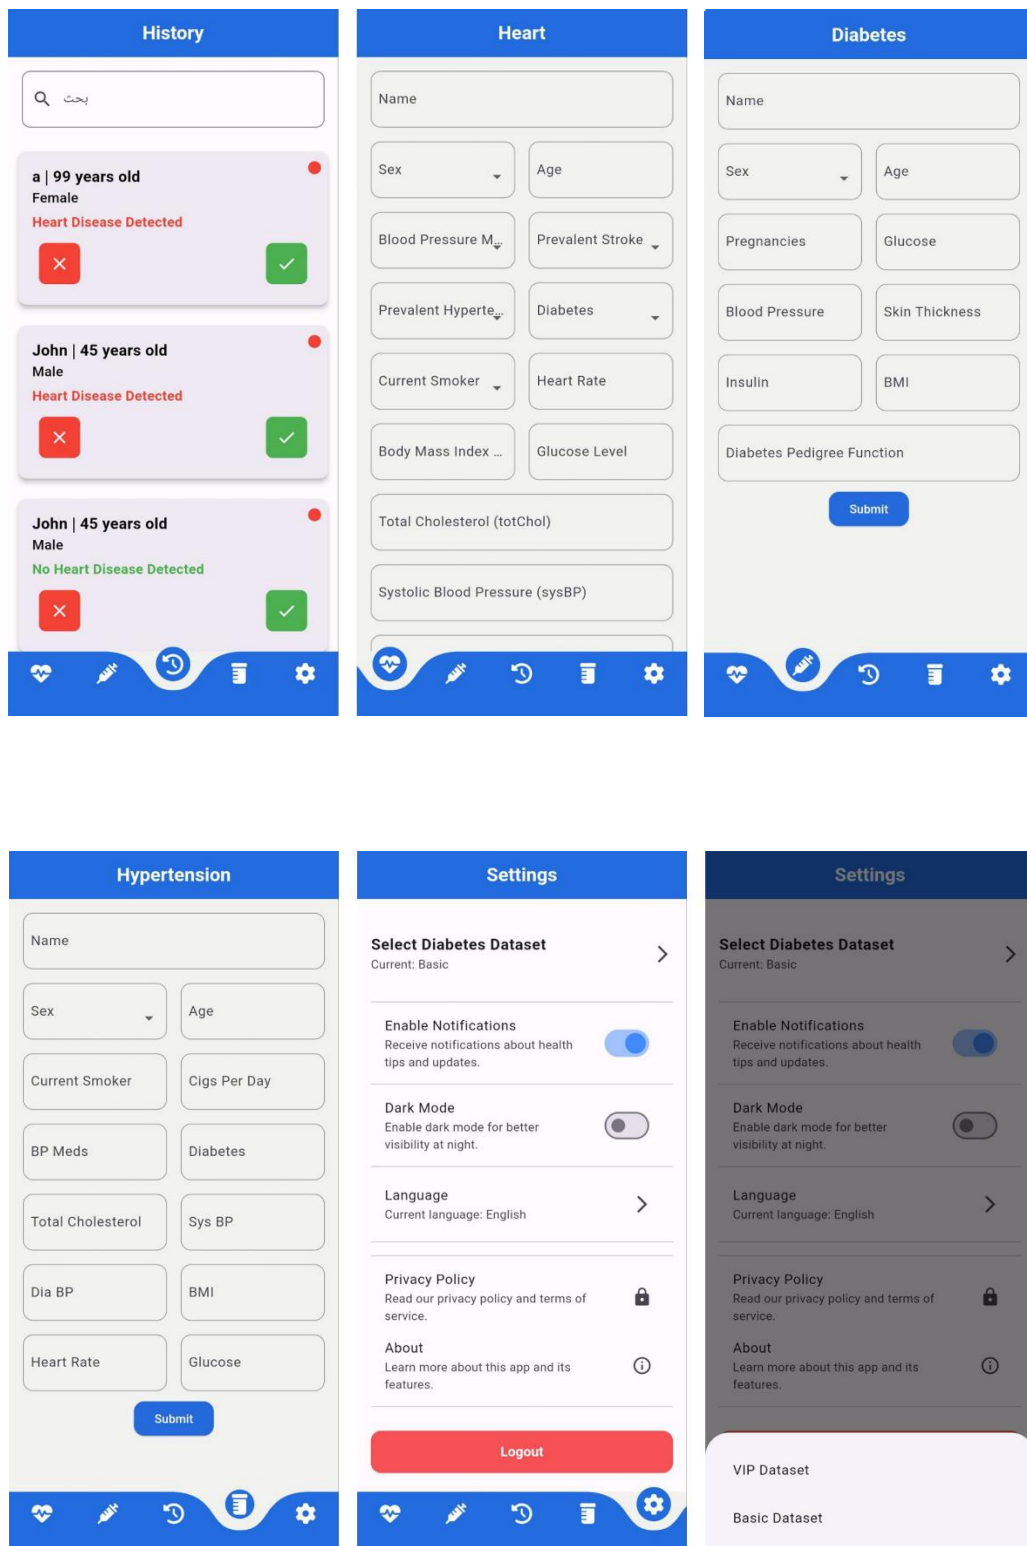 History
بحث
a | 99 years old
Female
Heart Disease Detected
John | 45 years old
Male
Heart Disease Detected
John | 45 years old
Male
No Heart Disease Detected
Heart
Name
Sex
Age
Blood Pressure M...
Prevalent Stroke
Prevalent Hyperte...
Diabetes
Current Smoker
Heart Rate
Body Mass Index ...
Glucose Level
Total Cholesterol (totChol)
Systolic Blood Pressure (sysBP)
Diabetes
Name
Sex
Age
Pregnancies
Glucose
Blood Pressure
Skin Thickness
Insulin
BMI
Diabetes Pedigree Function
Submit
Hypertension
Name
Sex
Age
Current Smoker
Cigs Per Day
BP Meds
Diabetes
Total Cholesterol
Sys BP
Dia BP
BMI
Heart Rate
Glucose
Submit
Settings
Select Diabetes Dataset
Current: Basic
Enable Notifications
Receive notifications about health
tips and updates.
Dark Mode
Enable dark mode for better
visibility at night.
Language
Current language: English
Privacy Policy
Read our privacy policy and terms of
service.
About
Learn more about this app and its
features.
Logout
Settings
Select Diabetes Dataset
Current: Basic
Enable Notifications
Receive notifications about health
tips and updates.
Dark Mode
Enable dark mode for better
visibility at night.
Language
Current language: English
Privacy Policy
Read our privacy policy and terms of
service.
About
Learn more about this app and its
features.
VIP Dataset
Basic Dataset